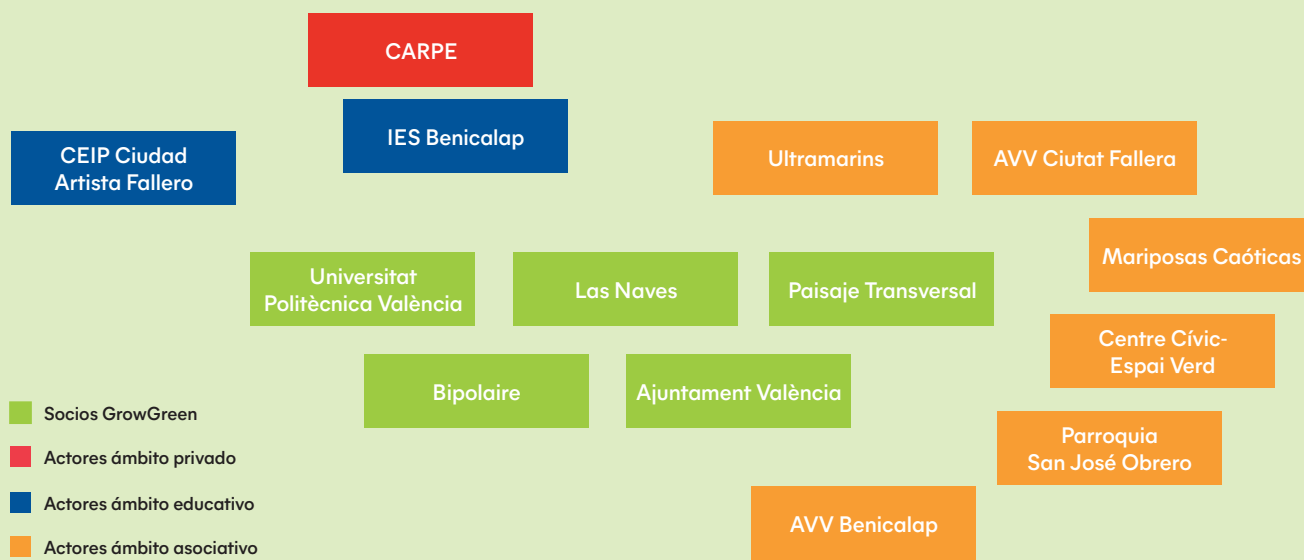 CARPE
IES Benicalap
CEIP Ciudad
Artista Fallero
Ultramarins
AVV Ciutat Fallera
Mariposas Caóticas
Universitat
Politècnica València
Las Naves
Paisaje Transversal
Centre Cívic-
Espai Verd
Bipolaire
Ajuntament València
Parroquia
San José Obrero
AVV Benicalap
Socios GrowGreen
Actores ámbito privado
Actores ámbito educativo
Actores ámbito asociativo